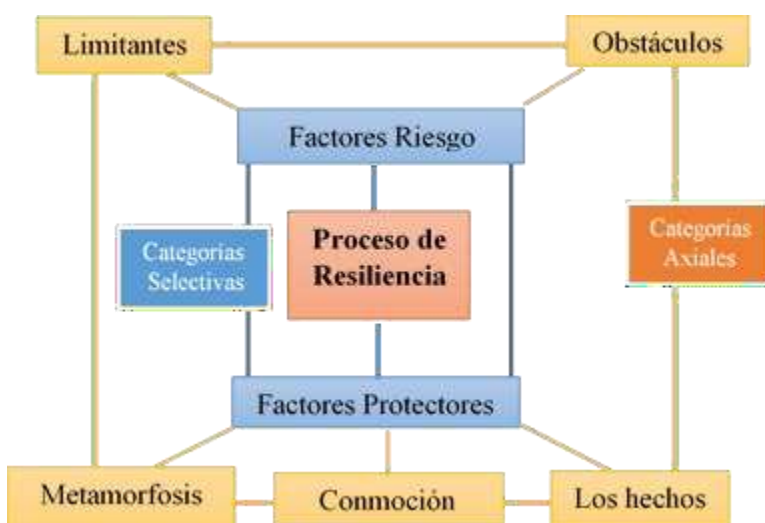 Limitantes
Obstáculos
Factores Riesgo
Categorias
Selectivas
Proceso de
Resiliencia
Categorias
Axiales
Factores Protectores
Metamorfosis
Conmoción
Los hechos